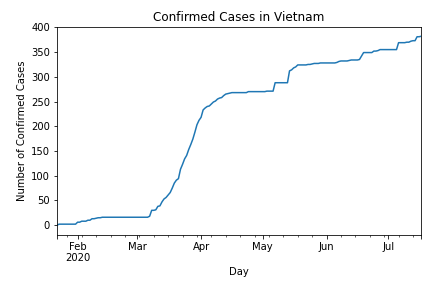 Confirmed Cases in Vietnam
400
350
300
250
200
150
100
50
0
Number of Confirmed Cases
Feb Mar Apr May Jun Jul
2020
Day